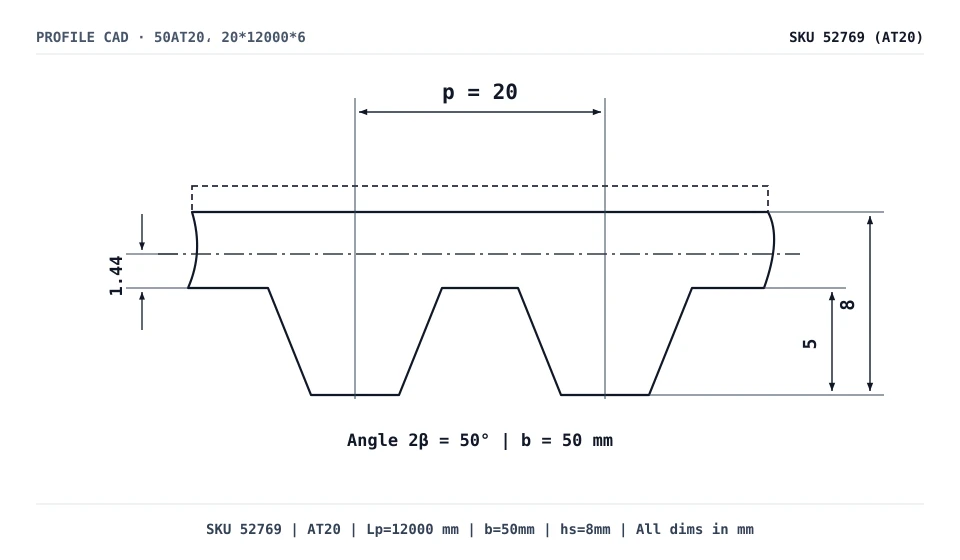 PROFILE CAD · 50AT20. 20*12000*6
SKU 52769 (AT20)
p = 20
1.44
8
5
Angle 2β = 50° | b = 50 mm
SKU 52769 | AT20 | Lp=12000 mm | b=50mm | hs=8mm | All dims in mm